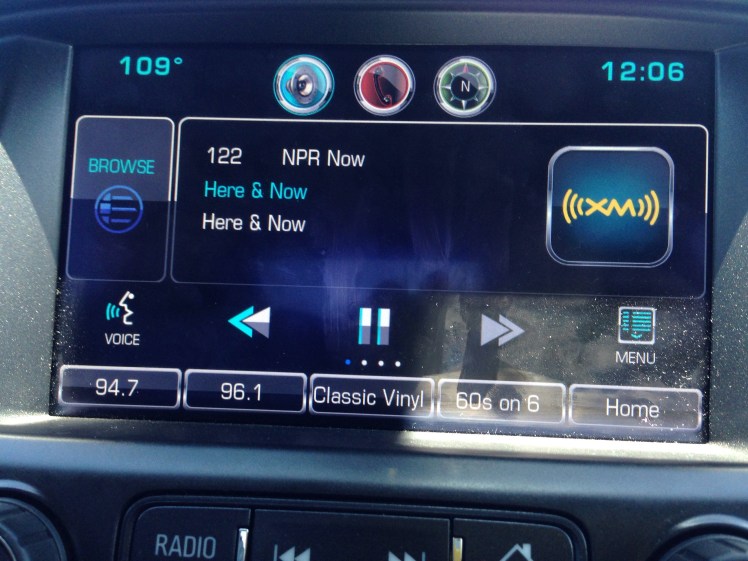 109°
N
12:06
BROWSE
122 NPR Now
Here & Now
Here & Now
((((XM))))
VOICE
MENU
94.7
96.1
Classic Vinyl
60s on 6
Home
RADIO